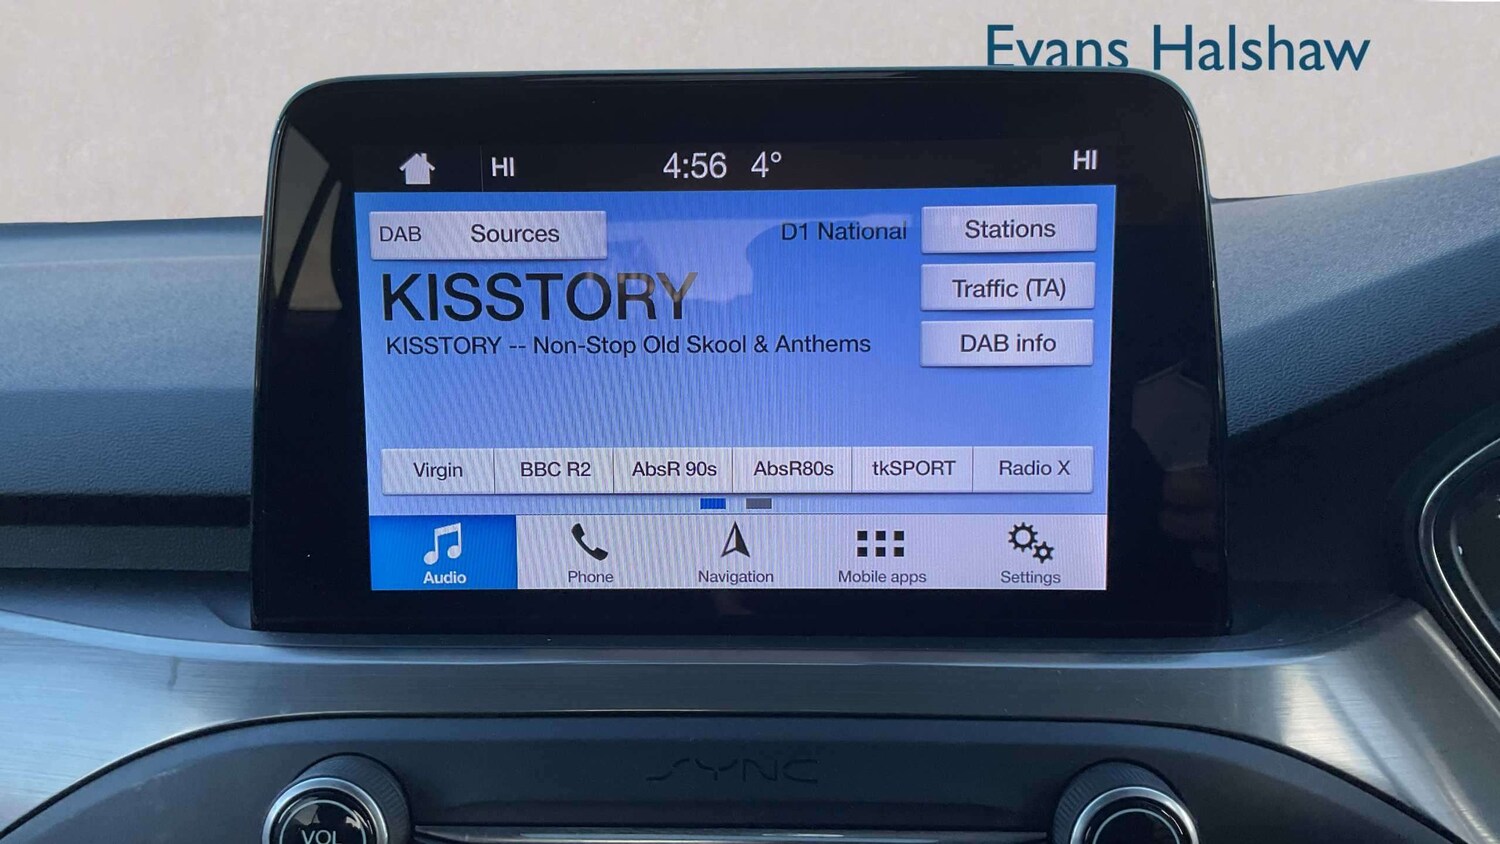 Evans Halshaw
HI 4:56 4° HI
DAB Sources
D1 National
Stations
KISSTORY
Traffic (TA)
KISSTORY -- Non-Stop Old Skool & Anthems
DAB info
Virgin BBC R2 AbsR 90s AbsR80s tkSPORT Radio X
Audio Phone Navigation Mobile apps Settings
SYNC
VOL